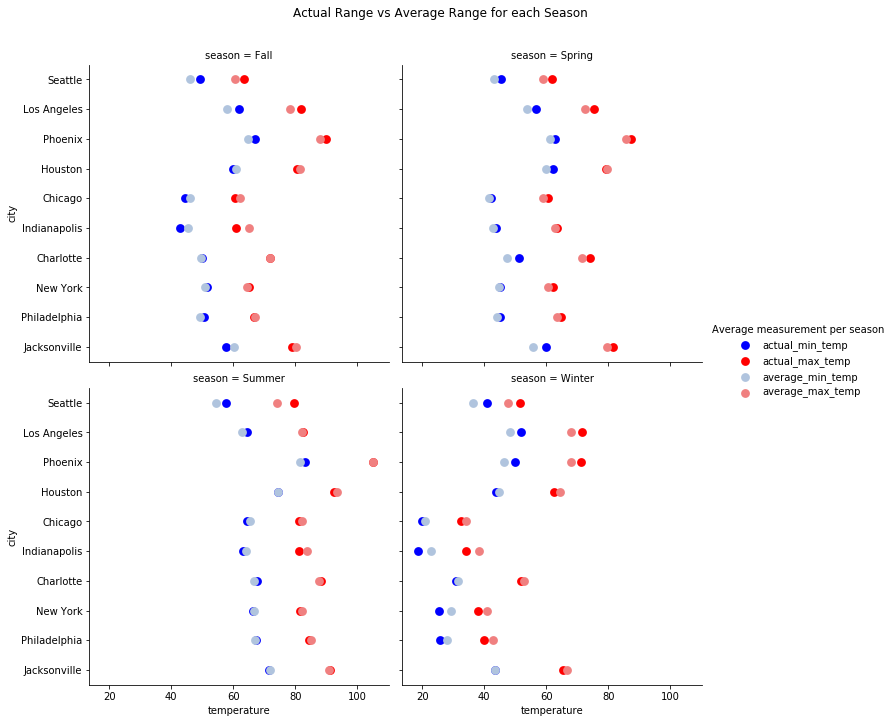 Actual Range vs Average Range for each Season
season = Fall
season = Spring
Seattle
Los Angeles
Phoenix
Houston
Chicago
Indianapolis
Charlotte
New York
Philadelphia
Jacksonville
city
Average measurement per season
actual_min_temp
actual_max_temp
average_min_temp
average_max_temp
season = Summer
season = Winter
Seattle
Los Angeles
Phoenix
Houston
Chicago
Indianapolis
Charlotte
New York
Philadelphia
Jacksonville
city
20 40 60 80 100
temperature
20 40 60 80 100
temperature